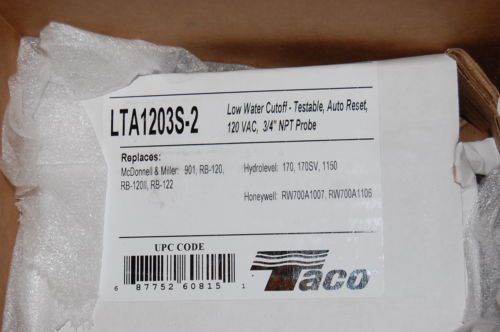 LTA1203S-2
Low Water Cutoff - Testable, Auto Reset,
120 VAC, 3/4" NPT Probe
Replaces:
McDonnell & Miller: 901, RB-120,
RB-120II, RB-122
Hydrolevel: 170, 170SV, 1150
Honeywell: RW700A1007, RW700A1106
UPC CODE
6 87752 60815 1
Taco